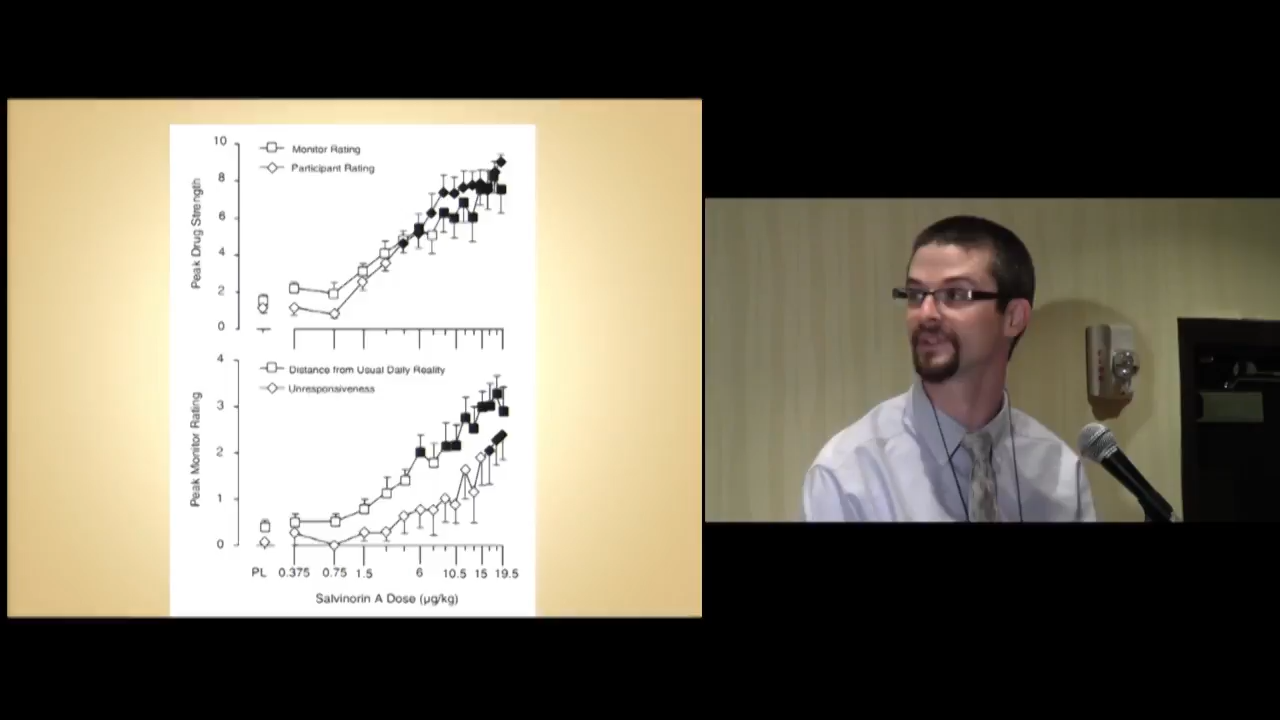 10
Monitor Rating
Participant Rating
8
6
4
2
0
Peak Drug Strength
4
Distance from Usual Daily Reality
Unresponsiveness
3
2
1
0
Peak Monitor Rating
PL 0.375 0.75 1.5 6 10.5 15 19.5
Salvinorin A Dose (µg/kg)